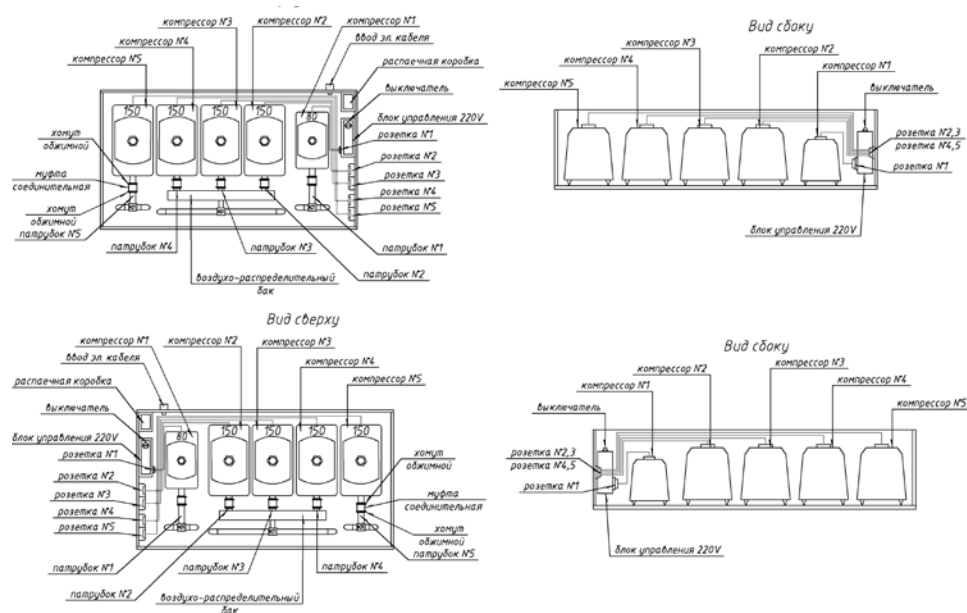 компрессор №3
компрессор №2
компрессор №1
компрессор №4
ввод эл. кабеля
компрессор №5
распаечная коробка
выключатель
150
150
150
150
80
блок управления 220V
розетка №1
хомут
обжимной
розетка №2
муфта
соединительная
розетка №3
розетка №4
хомут
обжимной
розетка №5
патрубок №5
патрубок №4
патрубок №3
патрубок №1
патрубок №2
воздухо-распределительный
бак
Вид сбоку
компрессор №3
компрессор №2
компрессор №4
компрессор №1
компрессор №5
выключатель
розетка №2,3
розетка №4,5
розетка №1
блок управления 220V
Вид сверху
компрессор №1
компрессор №2
компрессор №3
ввод эл. кабеля
компрессор №4
распаечная коробка
компрессор №5
выключатель
80
150
150
150
150
блок управления 220V
розетка №1
хомут
обжимной
розетка №2
розетка №3
муфта
соединительная
розетка №4
розетка №5
хомут
обжимной
патрубок №5
патрубок №1
патрубок №3
патрубок №4
патрубок №2
воздухо-распределительный
бак
Вид сбоку
компрессор №2
компрессор №3
компрессор №1
компрессор №4
выключатель
компрессор №5
розетка №2,3
розетка №4,5
розетка №1
блок управления 220V